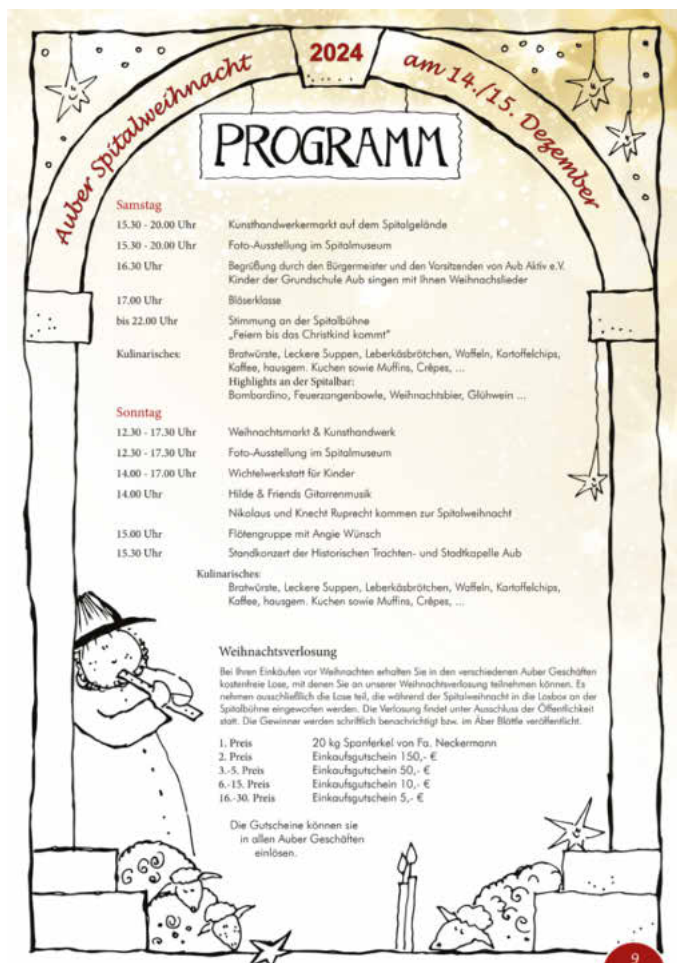 Auber Spitalweihnacht
2024
am 14./15. Dezember
PROGRAMM
Samstag
15.30 - 20.00 Uhr Kunsthandwerkermarkt auf dem Spitalgelände
15.30 - 20.00 Uhr Foto-Ausstellung im Spitalmuseum
16.30 Uhr Begrüßung durch den Bürgermeister und den Vorsitzenden von Aub Aktiv e.V.
Kinder der Grundschule Aub singen mit Ihnen Weihnachslieder
17.00 Uhr Bläserklasse
bis 22.00 Uhr Stimmung an der Spitalbühne
„Feiern bis das Christkind kommt"
Kulinarisches: Bratwürste, Leckere Suppen, Leberkäsbrötchen, Waffeln, Kartoffelchips,
Kaffee, hausgem. Kuchen sowie Muffins, Crêpes, ...
Highlights an der Spitalbar:
Bombardino, Feuerzangenbowle, Weihnachtsbier, Glühwein ...
Sonntag
12.30 - 17.30 Uhr Weihnachtsmarkt & Kunsthandwerk
12.30 - 17.30 Uhr Foto-Ausstellung im Spitalmuseum
14.00 - 17.00 Uhr Wichtelwerkstatt für Kinder
14.00 Uhr Hilde & Friends Gitarrenmusik
Nikolaus und Knecht Ruprecht kommen zur Spitalweihnacht
15.00 Uhr Flötengruppe mit Angie Wünsch
15.30 Uhr Standkonzert der Historischen Trachten- und Stadtkapelle Aub
Kulinarisches:
Bratwürste, Leckere Suppen, Leberkäsbrötchen, Waffeln, Kartoffelchips,
Kaffee, hausgem. Kuchen sowie Muffins, Crêpes, ...
Weihnachtsverlosung
Bei Ihren Einkäufen vor Weihnachten erhalten Sie in den verschiedenen Auber Geschäften
kostenfreie Lose, mit denen Sie an unserer Weihnachtsverlosung teilnehmen können. Es
nehmen ausschließlich die Lose teil, die während der Spitalweihnacht in die Losbox an der
Spitalbühne eingeworfen werden. Die Verlosung findet unter Ausschluss der Öffentlichkeit
statt. Die Gewinner werden schriftlich benachrichtigt bzw. im Äber Blöttle veröffentlicht.
1. Preis 20 kg Spanferkel von Fa. Neckermann
2. Preis Einkaufsgutschein 150,- €
3.-5. Preis Einkaufsgutschein 50,- €
6.-15. Preis Einkaufsgutschein 10,- €
16.-30. Preis Einkaufsgutschein 5,- €
Die Gutscheine können sie
in allen Auber Geschäften
einlösen.
9